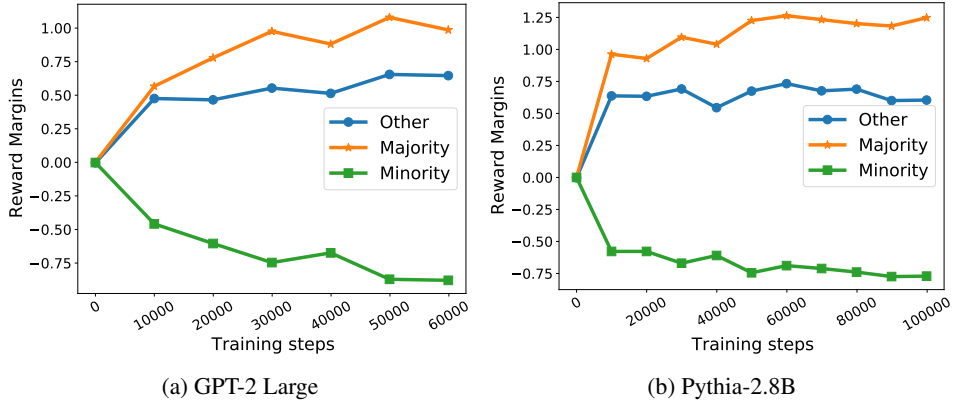 1.00
0.75
0.50
0.25
0.00
−0.25
−0.50
−0.75
Reward Margins
Other
Majority
Minority
0
10000
20000
30000
40000
50000
60000
Training steps
(a) GPT-2 Large
1.25
1.00
0.75
0.50
0.25
0.00
−0.25
−0.50
−0.75
Reward Margins
Other
Majority
Minority
0
20000
40000
60000
80000
100000
Training steps
(b) Pythia-2.8B